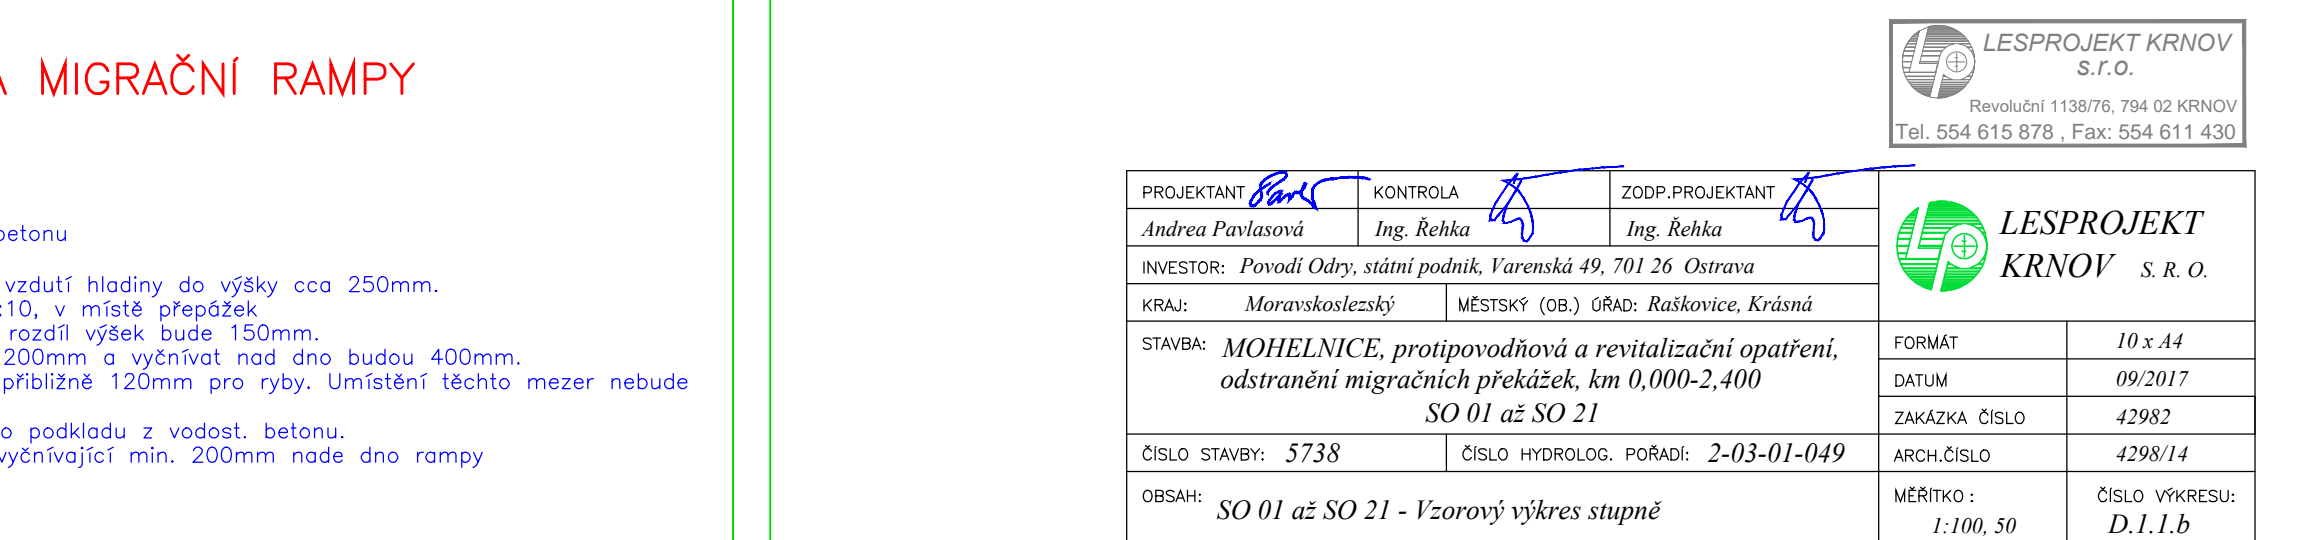 MIGRAČNÍ RAMPY
betonu
vzdutí hladiny do výšky cca 250mm.
:10, v místě přepážek
rozdíl výšek bude 150mm.
200mm a vyčnívat nad dno budou 400mm.
přibližně 120mm pro ryby. Umístění těchto mezer nebude
o podkladu z vodost. betonu.
vyčnívající min. 200mm nade dno rampy
LESPROJEKT KRNOV
s.r.o.
Revoluční 1138/76, 794 02 KRNOV
Tel. 554 615 878 , Fax: 554 611 430
PROJEKTANT KONTROLA ZODP.PROJEKTANT
Andrea Pavlasová Ing. Řehka Ing. Řehka
LESPROJEKT
KRNOV S. R. O.
INVESTOR: Povodí Odry, státní podnik, Varenská 49, 701 26 Ostrava
KRAJ: Moravskoslezský MĚSTSKÝ (OB.) ÚŘAD: Raškovice, Krásná
STAVBA: MOHELNICE, protipovodňová a revitalizační opatření,
odstranění migračních překážek, km 0,000-2,400
SO 01 až SO 21
FORMÁT 10 x A4
DATUM 09/2017
ZAKÁZKA ČÍSLO 42982
ČÍSLO STAVBY: 5738 ČÍSLO HYDROLOG. POŘADÍ: 2-03-01-049
ARCH.ČÍSLO 4298/14
OBSAH: SO 01 až SO 21 - Vzorový výkres stupně
MĚŘÍTKO : 1:100, 50
ČÍSLO VÝKRESU: D.1.1.b